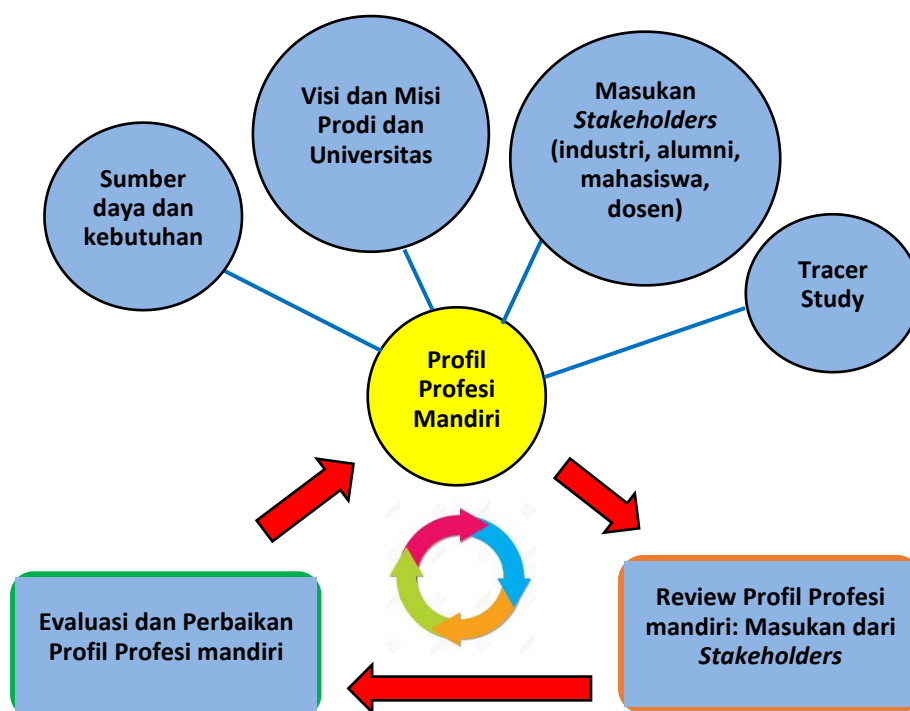 Visi dan Misi
Prodi dan
Universitas
Masukan
Stakeholders
(industri, alumni,
mahasiswa,
dosen)
Sumber
daya dan
kebutuhan
Tracer
Study
Profil
Profesi
Mandiri
Evaluasi dan Perbaikan
Profil Profesi mandiri
Review Profil Profesi
mandiri: Masukan dari
Stakeholders